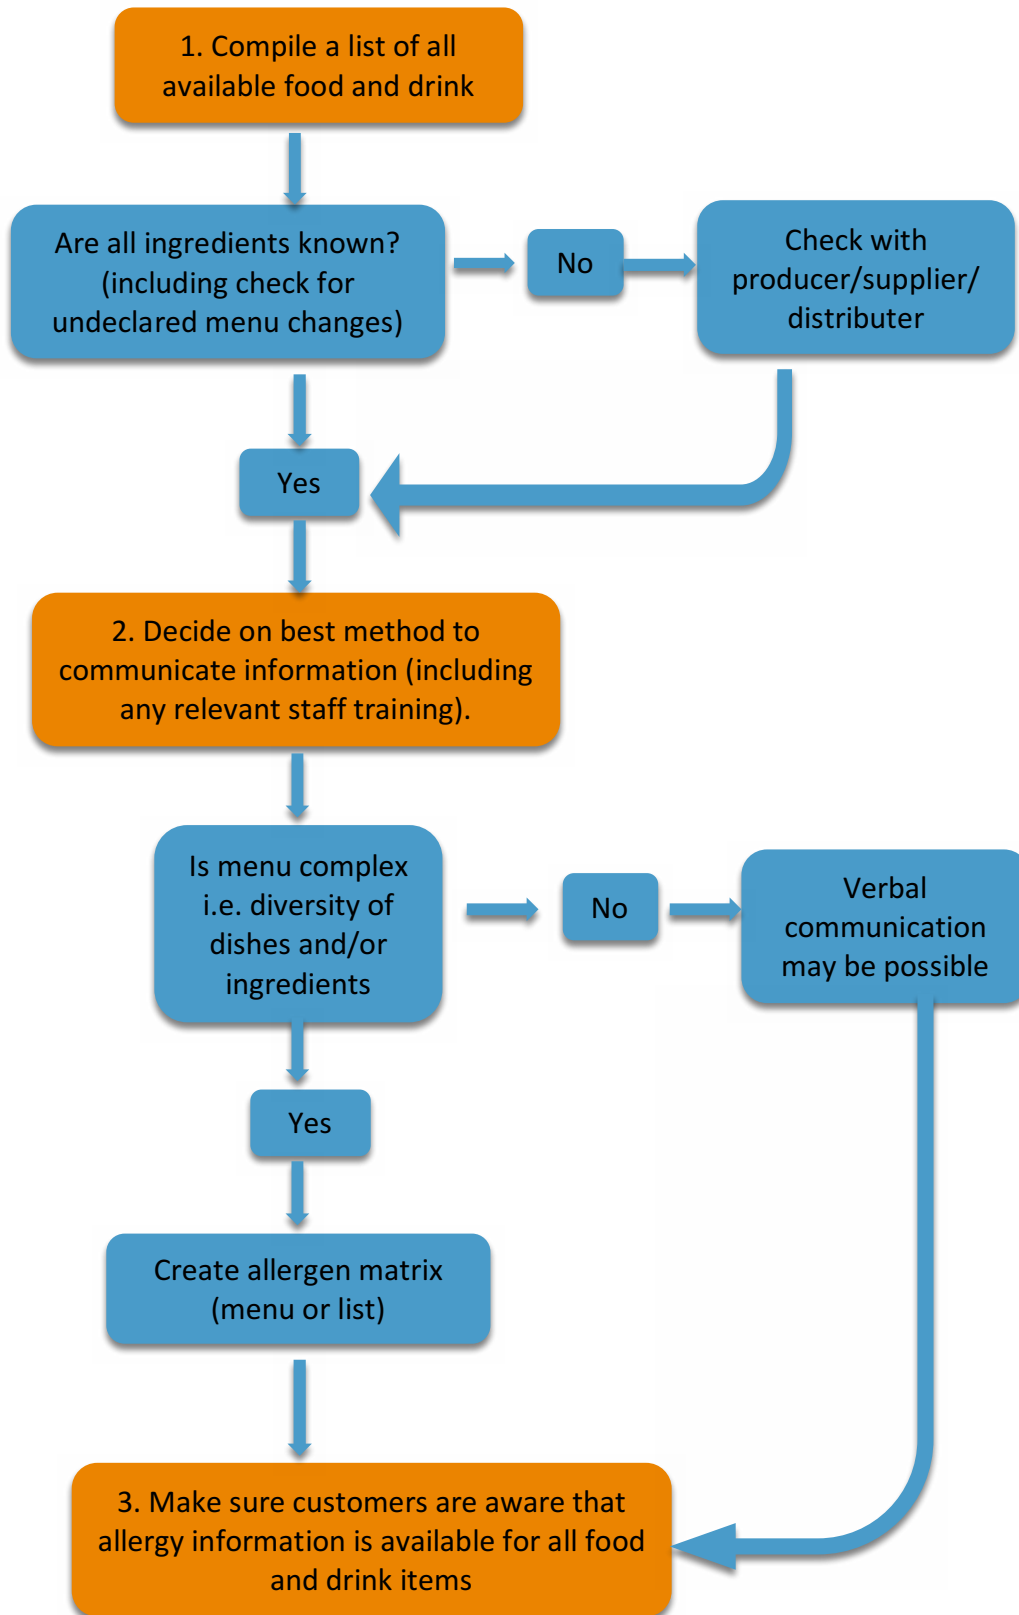 1. Compile a list of all
available food and drink
Are all ingredients known?
(including check for
undeclared menu changes)
No
Check with
producer/supplier/
distributer
Yes
2. Decide on best method to
communicate information (including
any relevant staff training).
Is menu complex
i.e. diversity of
dishes and/or
ingredients
No
Verbal
communication
may be possible
Yes
Create allergen matrix
(menu or list)
3. Make sure customers are aware that
allergy information is available for all food
and drink items